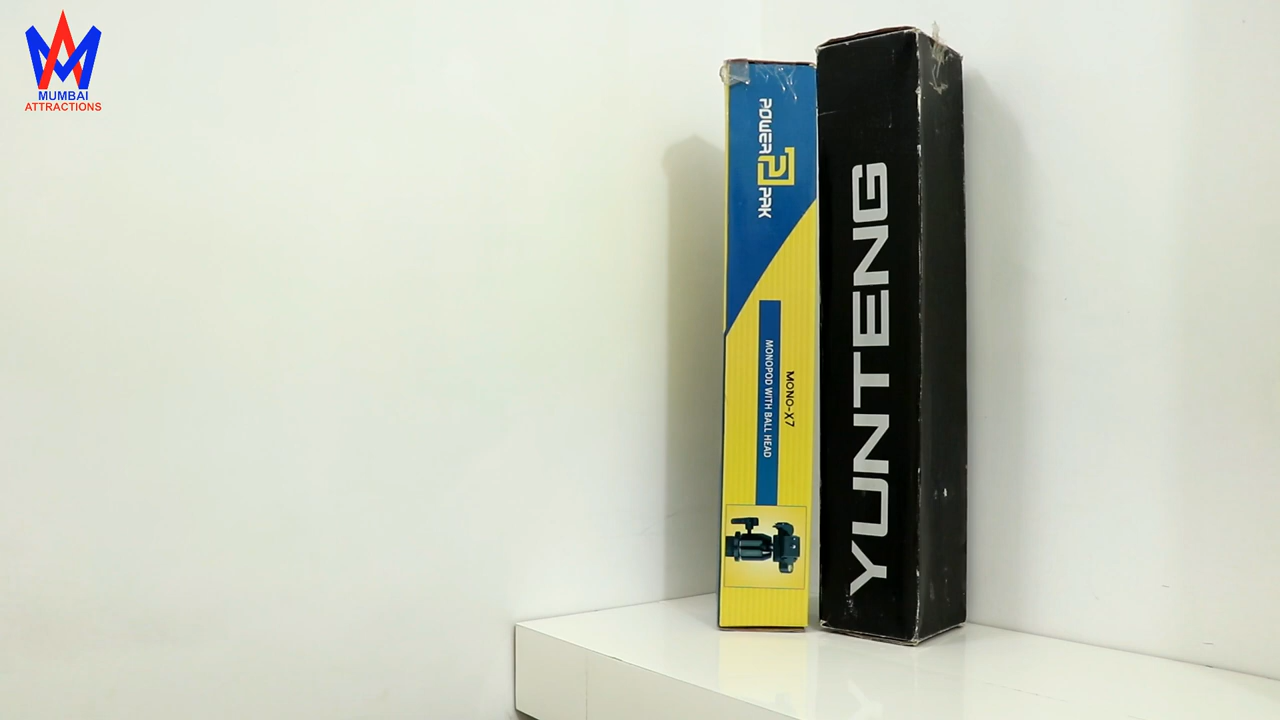 MUMBAI
ATTRACTIONS
POWER PAK
MONO-X7
MONOPOD WITH BALL HEAD
YUNTENG